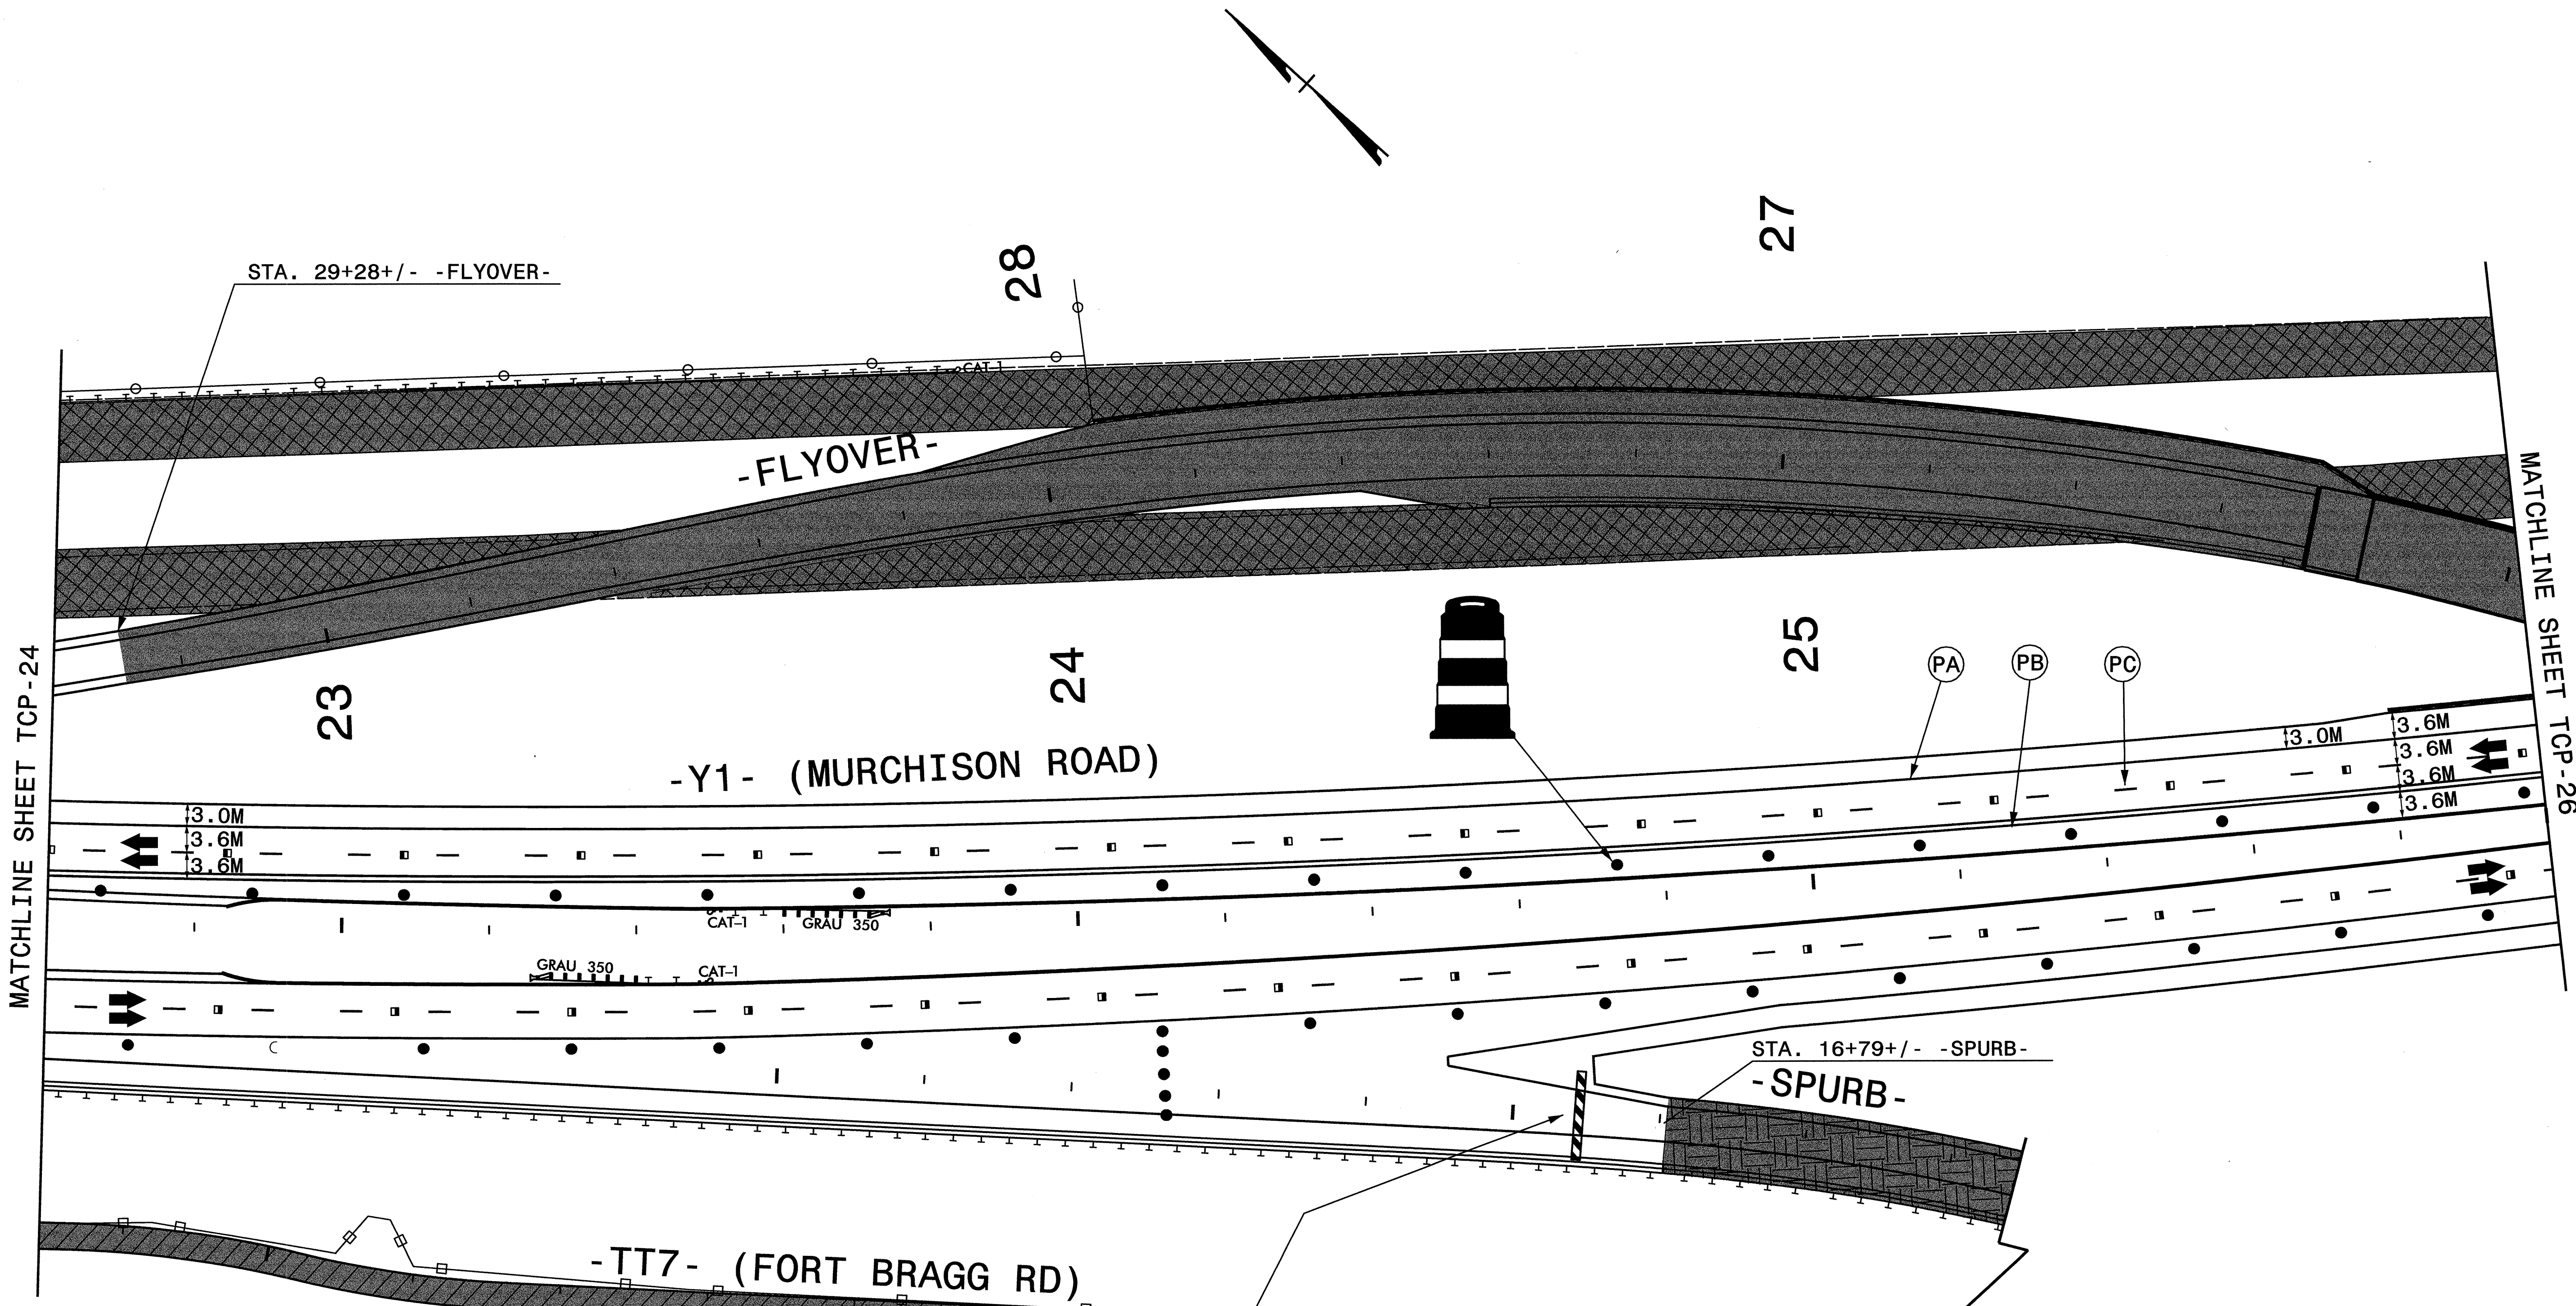 27
28
STA. 29+28+/- -FLYOVER-
CAT-1
-FLYOVER-
MATCHLINE SHEET TCP-24
MATCHLINE SHEET TCP-26
23
24
25
PA
PB
PC
-Y1- (MURCHISON ROAD)
3.0M
3.6M
3.6M
3.0M
3.6M
3.6M
3.6M
3.6M
CAT-1
GRAU 350
GRAU 350
CAT-1
STA. 16+79+/- -SPURB-
-SPURB-
-TT7- (FORT BRAGG RD)